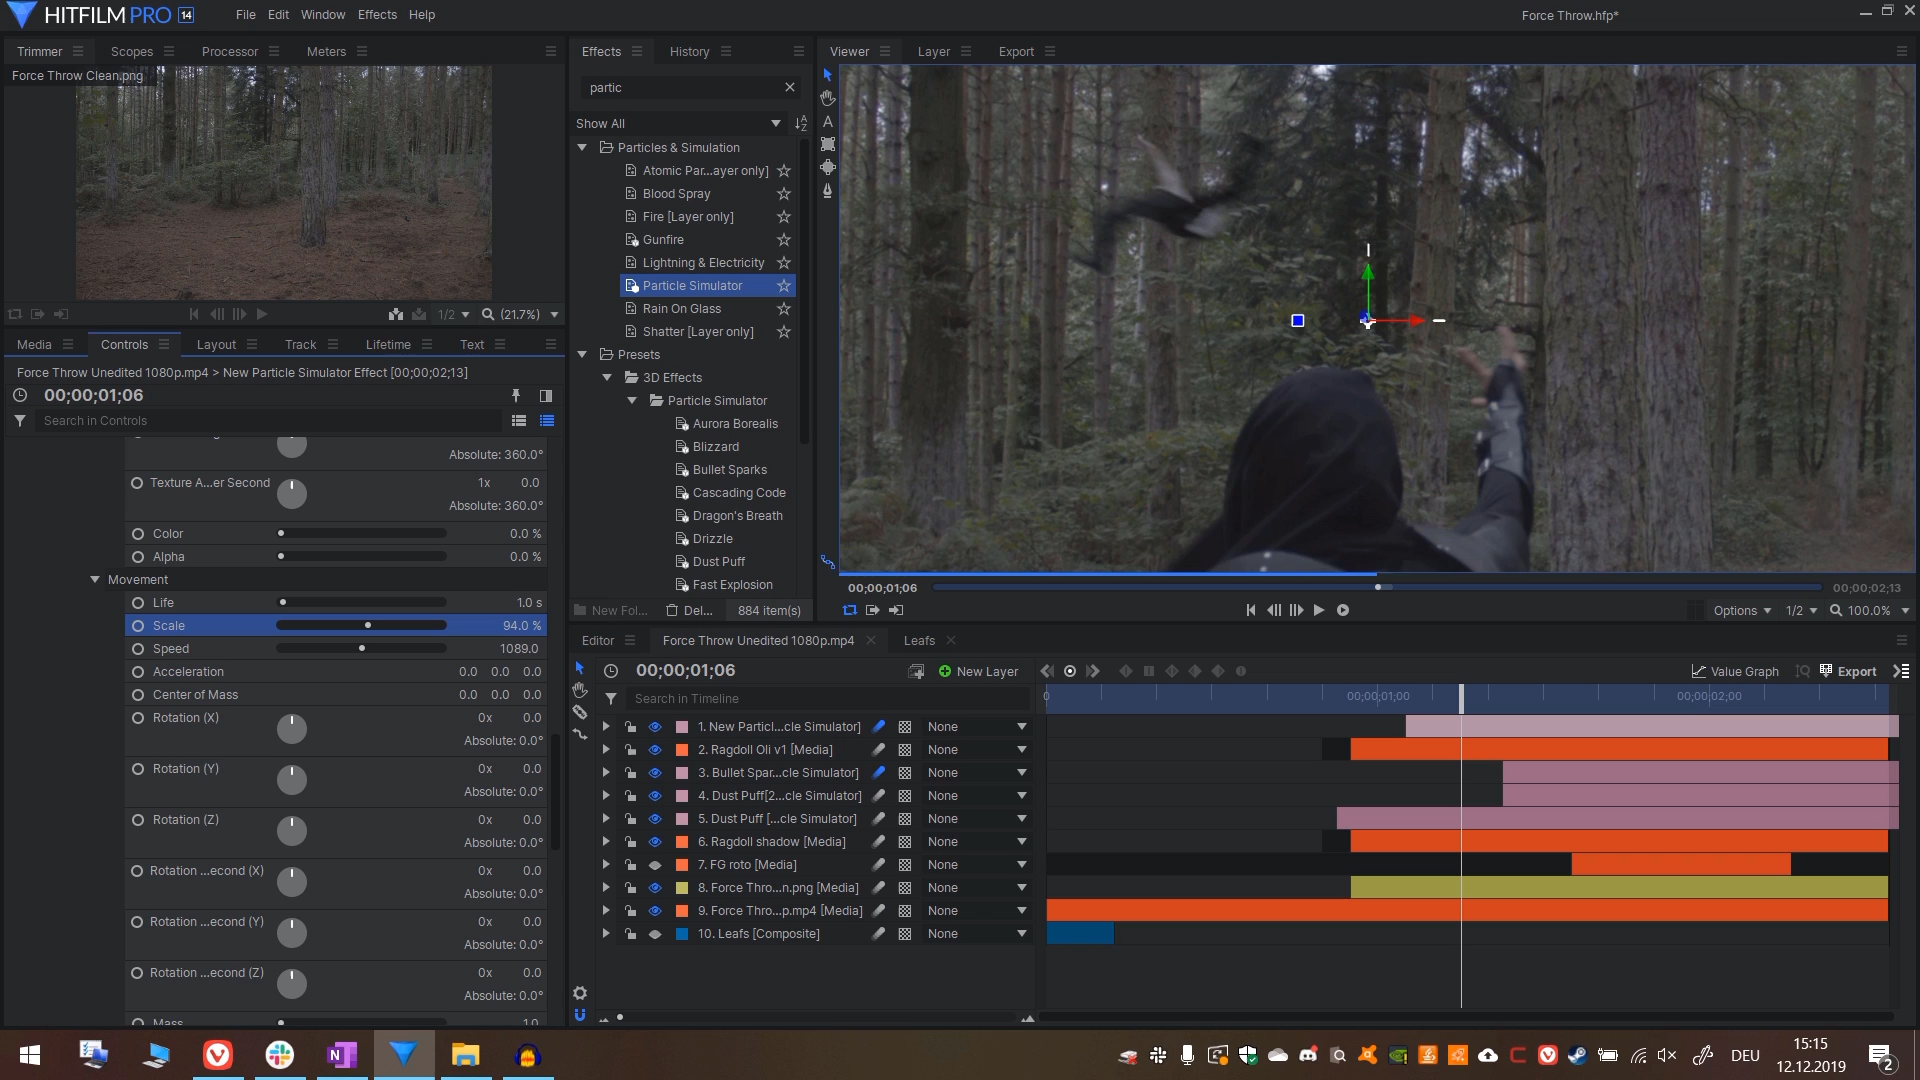 HITFILM PRO 14
File Edit Window Effects Help
Force Throw.hfp*
Trimmer Scopes Processor Meters
Force Throw Clean.png
1/2 (21.7%)
Media Controls Layout Track Lifetime Text
Force Throw Unedited 1080p.mp4 > New Particle Simulator Effect [00;00;02;13]
00;00;01;06
Search in Controls
Absolute: 360.0°
Texture A...er Second 1x 0.0
Absolute: 360.0°
Color 0.0 %
Alpha 0.0 %
Movement
Life 1.0 s
Scale 94.0 %
Speed 1089.0
Acceleration 0.0 0.0 0.0
Center of Mass 0.0 0.0 0.0
Rotation (X) 0x 0.0
Absolute: 0.0°
Rotation (Y) 0x 0.0
Absolute: 0.0°
Rotation (Z) 0x 0.0
Absolute: 0.0°
Rotation ...econd (X) 0x 0.0
Absolute: 0.0°
Rotation ...econd (Y) 0x 0.0
Absolute: 0.0°
Rotation ...econd (Z) 0x 0.0
Absolute: 0.0°
Mass 1.0
Effects History
partic
Show All
Particles & Simulation
Atomic Par...ayer only]
Blood Spray
Fire [Layer only]
Gunfire
Lightning & Electricity
Particle Simulator
Rain On Glass
Shatter [Layer only]
Presets
3D Effects
Particle Simulator
Aurora Borealis
Blizzard
Bullet Sparks
Cascading Code
Dragon's Breath
Drizzle
Dust Puff
Fast Explosion
New Fol... Del... 884 item(s)
Viewer Layer Export
00;00;01;06 00;00;02;13
Options 1/2 100.0%
Editor Force Throw Unedited 1080p.mp4 Leafs
00;00;01;06 New Layer Value Graph Export
Search in Timeline
0 00;00;01;00 00;00;02;00
1. New Particl...cle Simulator] None
2. Ragdoll Oli v1 [Media] None
3. Bullet Spar...cle Simulator] None
4. Dust Puff[2...cle Simulator] None
5. Dust Puff [...cle Simulator] None
6. Ragdoll shadow [Media] None
7. FG roto [Media] None
8. Force Thro...n.png [Media] None
9. Force Thro...p.mp4 [Media] None
10. Leafs [Composite] None
DEU
15:15
12.12.2019
2